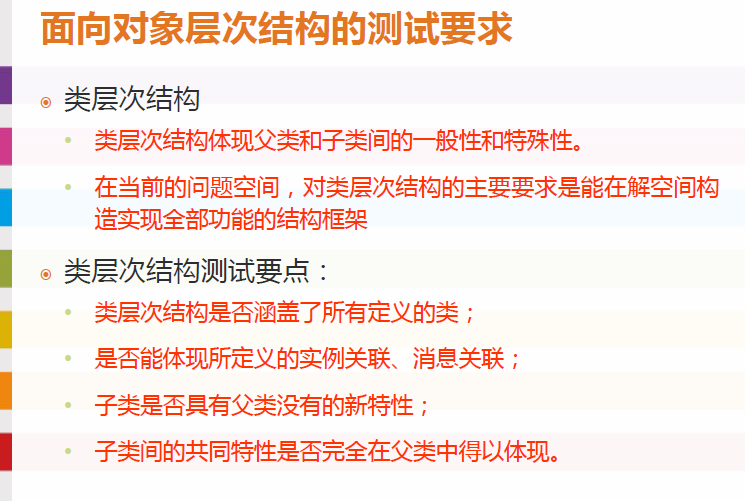 面向对象层次结构的测试要求
类层次结构
类层次结构体现父类和子类间的一般性和特殊性。
在当前的问题空间，对类层次结构的主要要求是能在解空间构
造实现全部功能的结构框架
类层次结构测试要点：
类层次结构是否涵盖了所有定义的类；
是否能体现所定义的实例关联、消息关联；
子类是否具有父类没有的新特性；
子类间的共同特性是否完全在父类中得以体现。